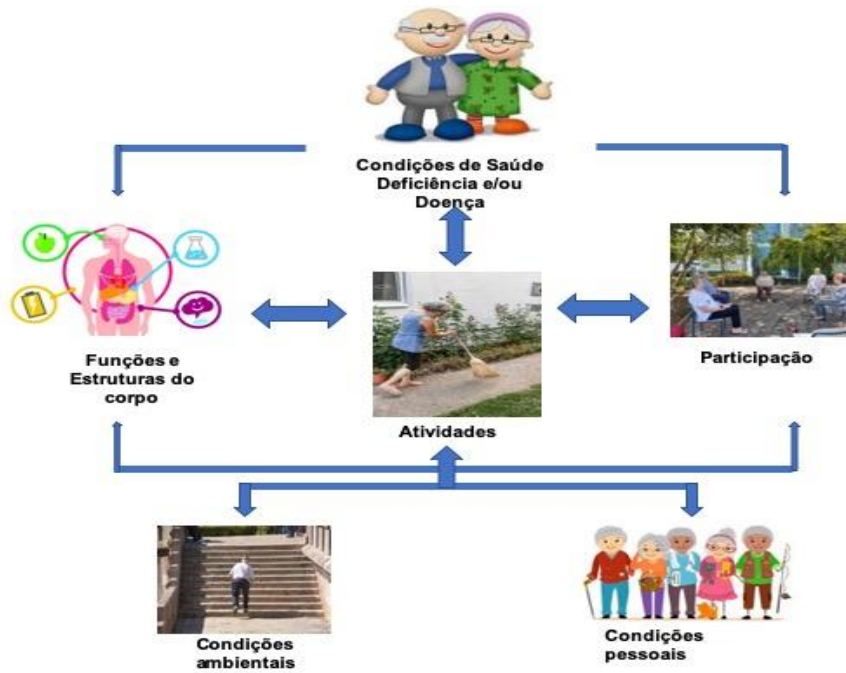 Condições de Saúde
Deficiência e/ou
Doença
Funções e
Estruturas do
corpo
Atividades
Participação
Condições
ambientais
Condições
pessoais